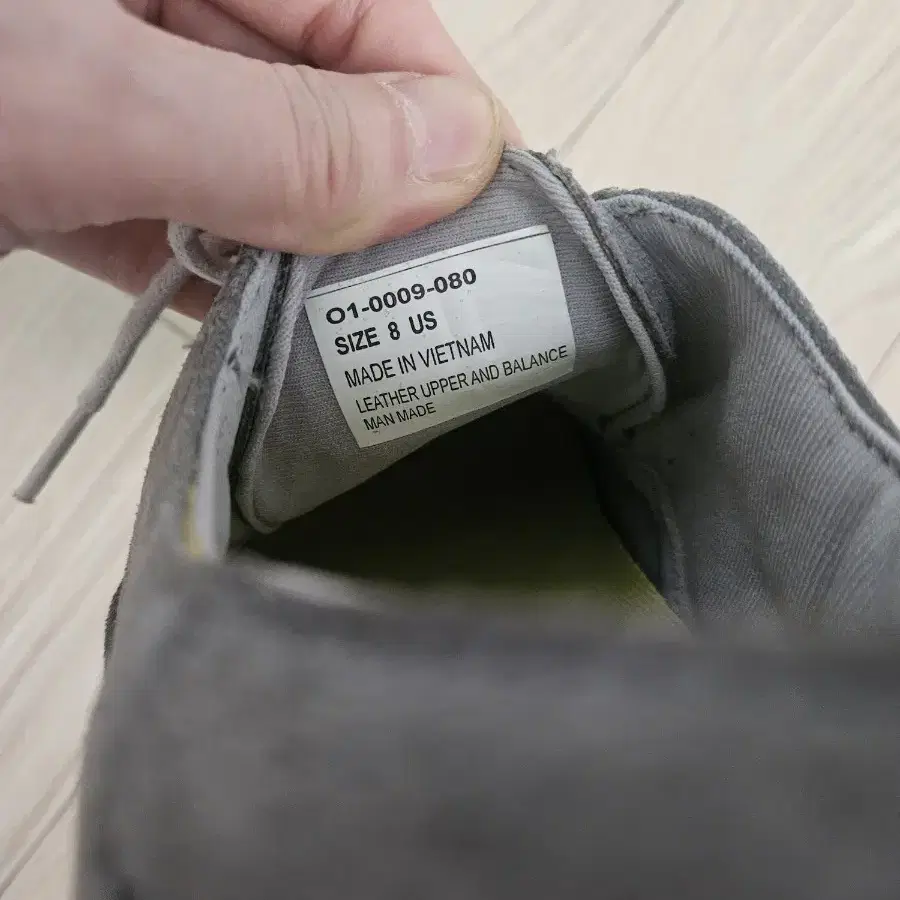 O1-0009-080
SIZE 8 US
MADE IN VIETNAM
LEATHER UPPER AND BALANCE
MAN MADE